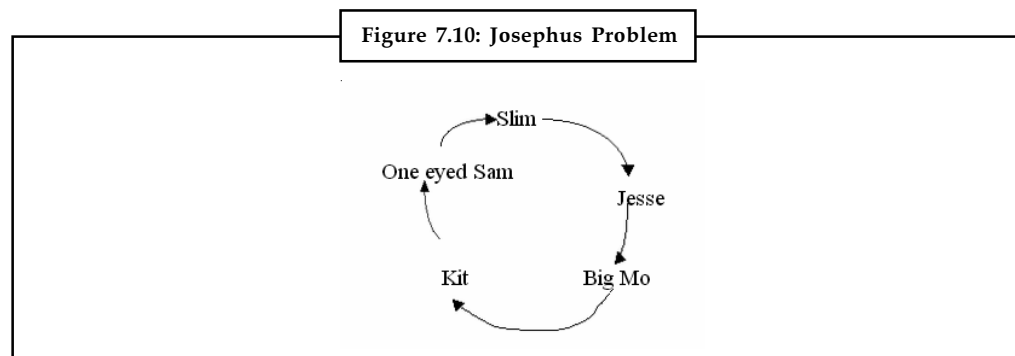 Figure 7.10: Josephus Problem
Slim
One eyed Sam
Jesse
Kit
Big Mo